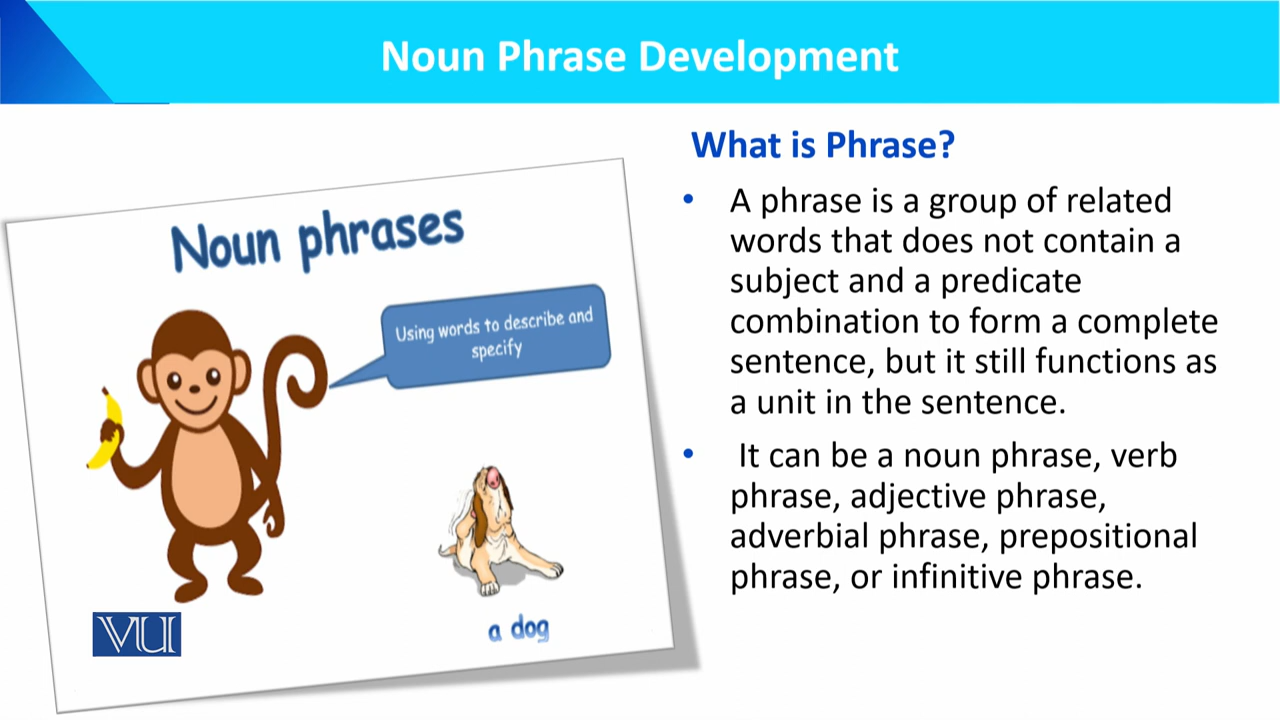 Noun Phrase Development
What is Phrase?
• A phrase is a group of related
words that does not contain a
subject and a predicate
combination to form a complete
sentence, but it still functions as
a unit in the sentence.
• It can be a noun phrase, verb
phrase, adjective phrase,
adverbial phrase, prepositional
phrase, or infinitive phrase.
Noun phrases
Using words to describe and
specify
a dog
VU